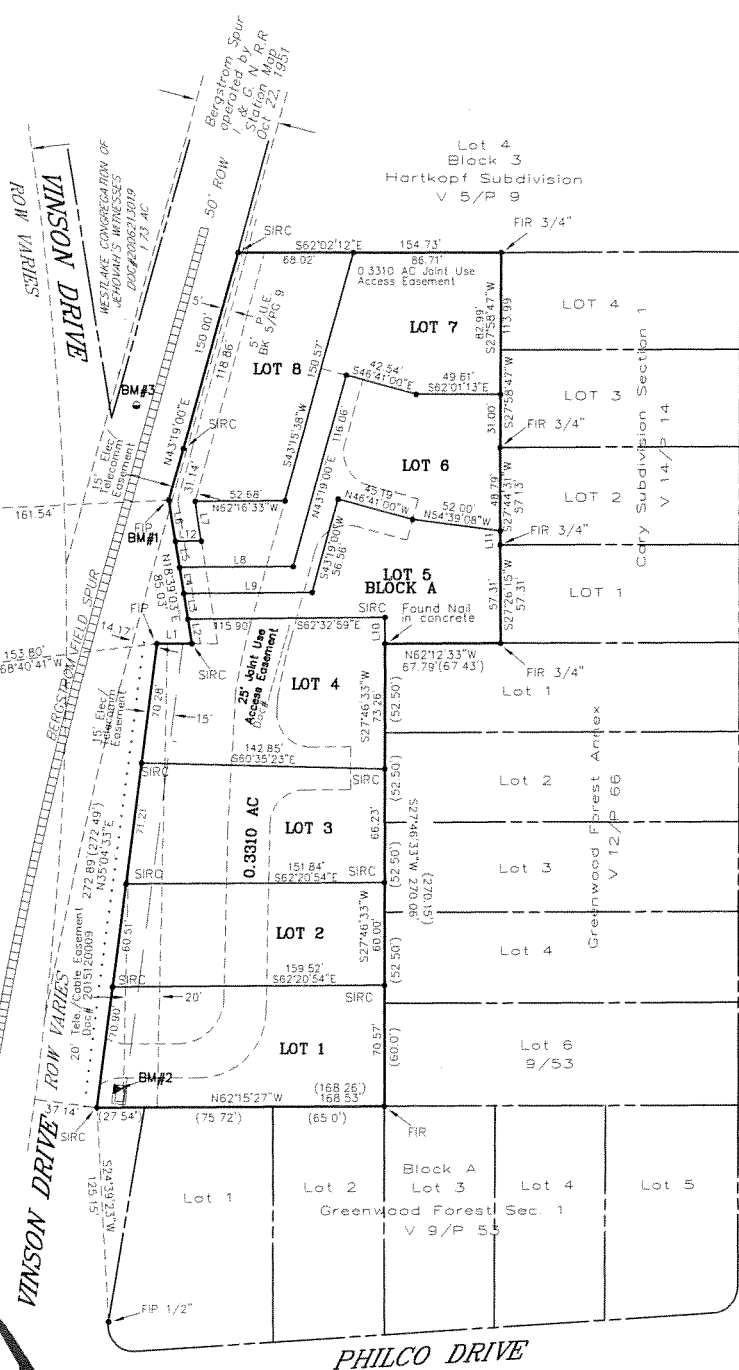 Bergstrom Spur
operated by
I. & G. N. R.R
Station Map
Oct 22, 1951
50' ROW
Lot 4
Block 3
Hartkopf Subdivision
V 5/P 9
WESTLAKE CONGREGATION OF
JEHOVAH'S WITNESSES
DOC#2006213019
1.73 AC
VINSON DRIVE
ROW VARIES
SIRC
S62°02'12"E
68.02'
154.73'
86.71'
FIR 3/4"
0.3310 AC Joint Use
Access Easement
5'
5' P.U.E.
BK 5/PG 9
150.00'
N43°19'00"E
118.86'
LOT 7
82.99'
S27°58'47"W
113.99
LOT 4
LOT 8
150.57'
S43°15'38"W
42.54'
S46°41'00"E
49.61'
S62°01'13"E
31.00'
S27°58'47"W
LOT 3
FIR 3/4"
Cary Subdivision Section 1
V 14/P 14
BM#3
SIRC
31.14'
15' Elec/
Telecomm
Easement
116.06'
N43°19'00"E
LOT 6
48.79'
S27°44'31"W
57.13'
LOT 2
161.54'
FIP
BM#1
52.68'
N62°16'33"W
45.19'
N46°41'00"W
52.00'
N54°39'08"W
FIR 3/4"
L6
L7
L12
L5
L11
N18°39'03"E
85.03'
L8
L4
L9
S43°19'00"W
56.56'
LOT 5
BLOCK A
57.31'
S27°26'15"W
57.31'
LOT 1
L3
SIRC
Found Nail
in concrete
FIP
14.17'
L1
L2
115.90'
S62°32'59"E
L10
N62°12'33"W
67.79'(67.43')
FIR 3/4"
153.80'
68°40'41"W
BERGSTROM FIELD SPUR
SIRC
25' Joint Use
Access Easement
Doc#
LOT 4
S27°46'33"W
73.26'
(52.50')
Lot 1
15' Elec/
Telecomm
Easement
70.28'
15'
142.85'
S60°35'23"E
SIRC
SIRC
(52.50')
Lot 2
Greenwood Forest Annex
V 12/P 66
272.89'(272.49')
N35°04'33"E
71.21'
0.3310 AC
LOT 3
66.23'
S27°46'33"W 270.06'
(270.15')
(52.50')
Lot 3
151.84'
S62°20'54"E
SIRC
SIRC
20' Tele./Cable Easement
Doc# 2015120009
60.51'
LOT 2
S27°46'33"W
60.00'
(52.50')
Lot 4
159.52'
S62°20'54"E
SIRC
SIRC
20'
ROW VARIES
70.90'
LOT 1
70.57'
(60.0')
Lot 6
9/53
BM#2
N62°15'27"W
(168.26')
168.53'
37.14'
SIRC
(27.54')
(75.72')
(65.0')
FIR
VINSON DRIVE
S24°39'23"W
125.15'
Lot 1
Lot 2
Block A
Lot 3
Lot 4
Lot 5
Greenwood Forest Sec. 1
V 9/P 53
FIP 1/2"
PHILCO DRIVE